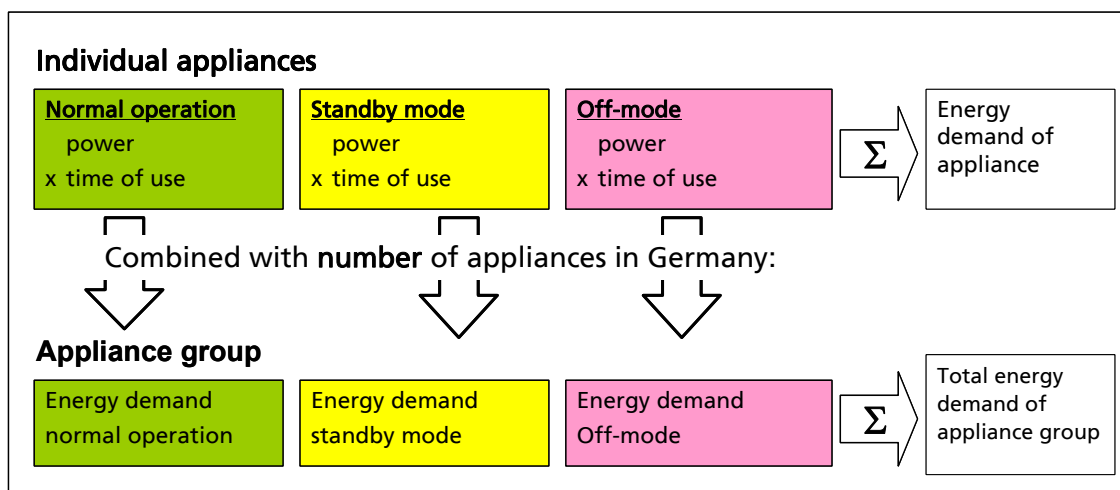 Individual appliances
Normal operation
power
x time of use
Standby mode
power
x time of use
Off-mode
power
x time of use
Σ
Energy
demand of
appliance
Combined with number of appliances in Germany:
Appliance group
Energy demand
normal operation
Energy demand
standby mode
Energy demand
Off-mode
Σ
Total energy
demand of
appliance group